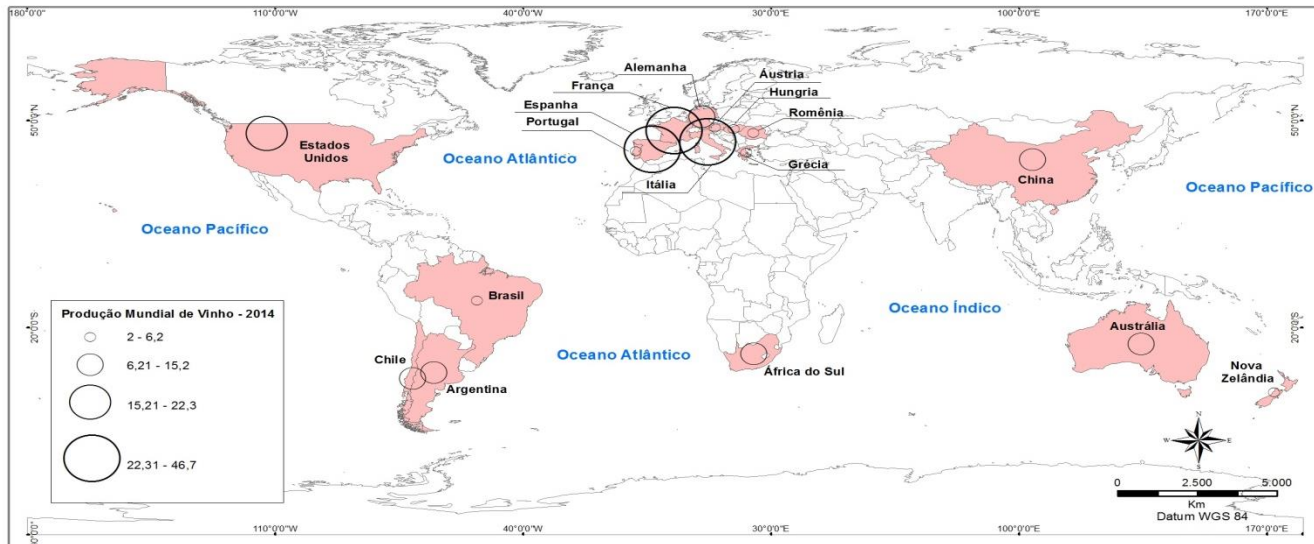 180°0'0"
110°0'0"W
40°0'0"W
30°0'0"E
100°0'0"E
170°0'0"E
Alemanha
Áustria
França
Hungria
Espanha
Romênia
Portugal
50°0'0"N
50°0'0"N
Estados
Unidos
Oceano Atlântico
Grécia
Itália
China
Oceano Pacífico
Oceano Pacífico
Brasil
Oceano Índico
Produção Mundial de Vinho - 2014
2 - 6,2
6,21 - 15,2
15,21 - 22,3
22,31 - 46,7
20°0'0"S
20°0'0"S
Austrália
Chile
Oceano Atlântico
África do Sul
Nova
Zelândia
Argentina
N
W
E
S
0
2.500
5.000
Km
Datum WGS 84
110°0'0"W
40°0'0"W
30°0'0"E
100°0'0"E
170°0'0"E